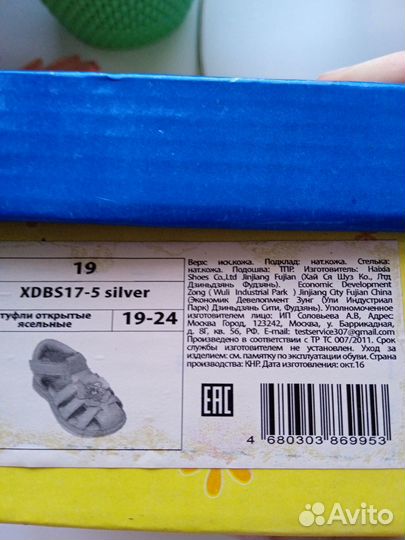 19
XDBS17-5 silver
туфли открытые
ясельные
19-24
Верх: иск.кожа. Подклад: нат.кожа. Стелька:
нат.кожа. Подошва: ТПР. Изготовитель: Haixia
Shoes Co.,Ltd Jinjiang Fujian (Хай Ся Шуз Ко., Лтд
Дзиньдзянь Фудзянь). Economic Development
Zong ( Wuli Industrial Park ) Jinjiang City Fujian China
(Экономик Девелопмент Зунг (Ули Индустриал
Парк) Дзиньдзянь Сити, Фудзянь). Уполномоченное
изготовителем лицо: ИП Соловьева А.В, Адрес:
Москва Город, 123242, Москва, у. Баррикадная,
д. 8Г, кв. 56, РФ. E-mail: testservice307@gmail.com
Произведено в соответствии с ТР ТС 007/2011. Срок
службы изготовителем не установлен. Уход за
изделием: см. памятку по эксплуатации обуви. Страна
производства: КНР. Дата изготовления окт.16
EAC
4 680303 869953
Avito